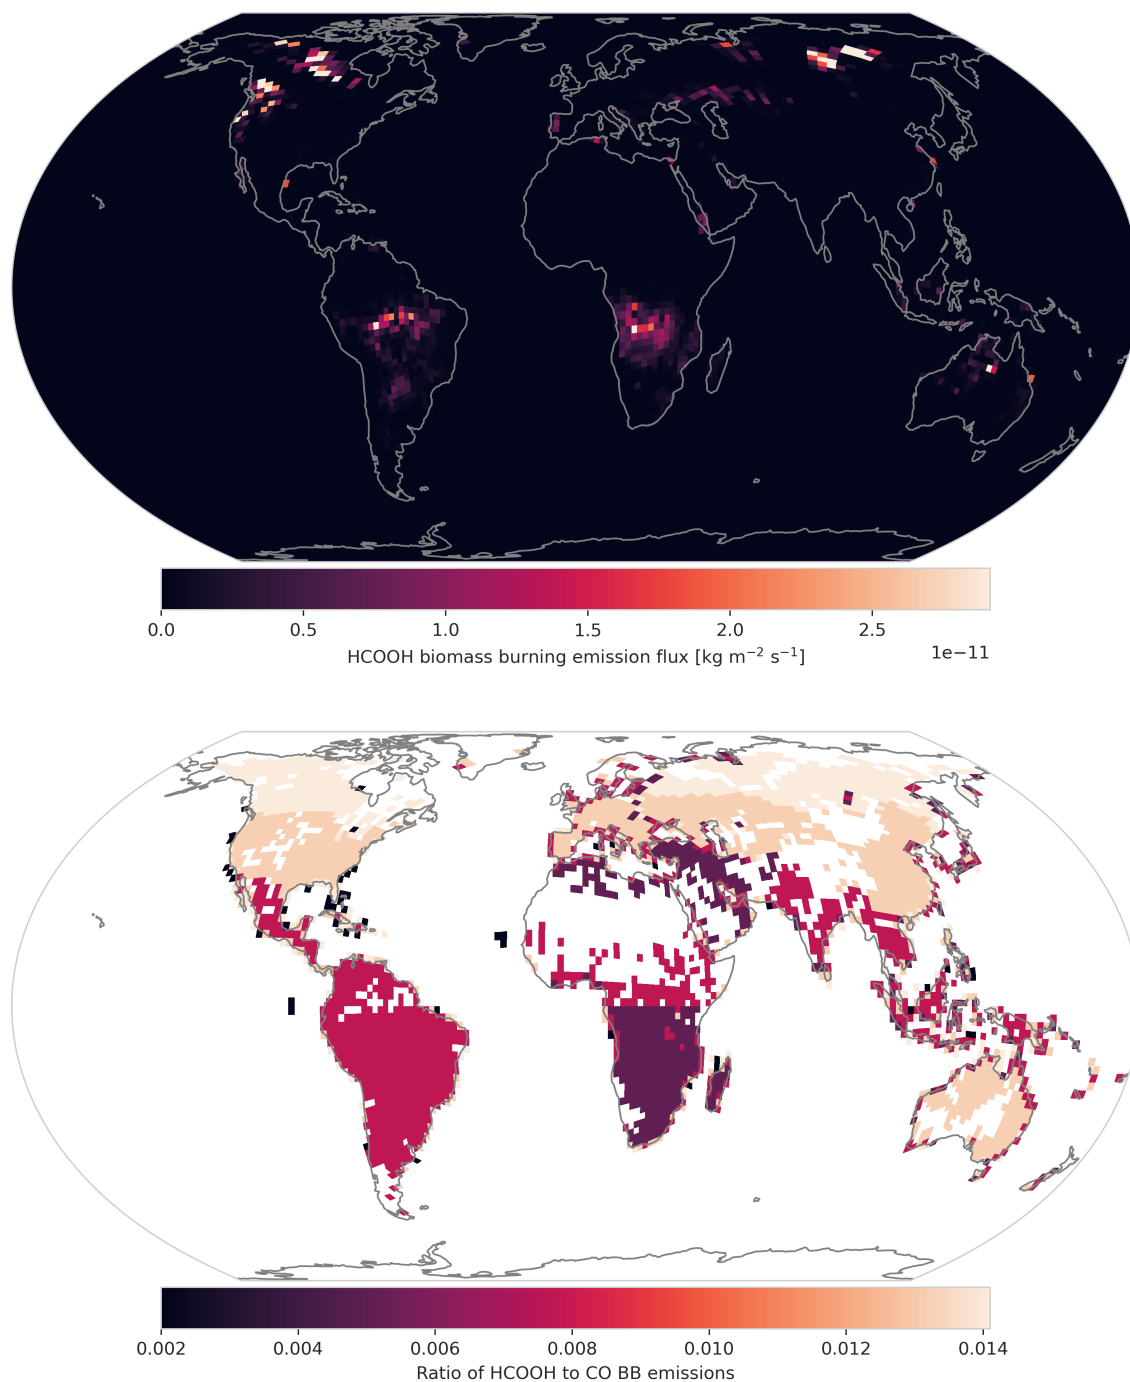 0.0 0.5 1.0 1.5 2.0 2.5
1e−11
HCOOH biomass burning emission flux [kg m⁻² s⁻¹]
0.002 0.004 0.006 0.008 0.010 0.012 0.014
Ratio of HCOOH to CO BB emissions